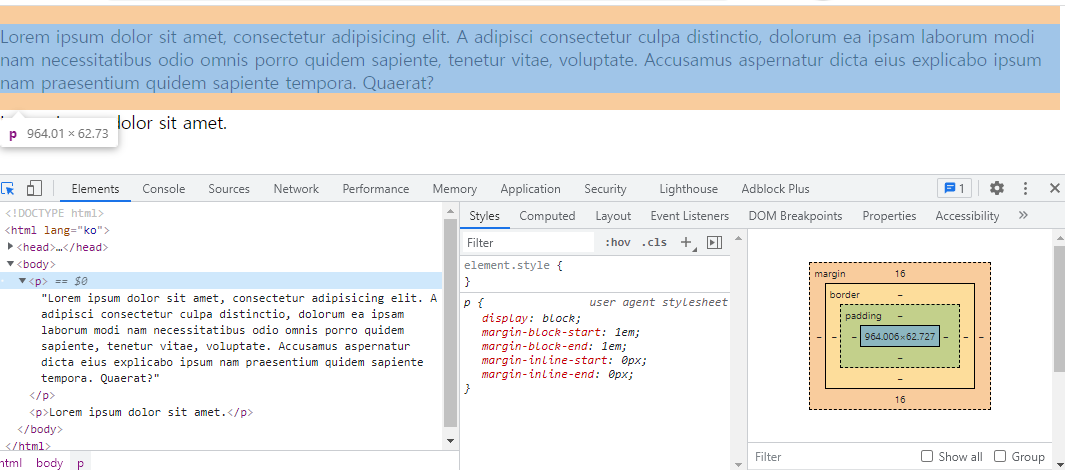 Lorem ipsum dolor sit amet, consectetur adipisicing elit. A adipisci consectetur culpa distinctio, dolorum ea ipsam laborum modi
nam necessitatibus odio omnis porro quidem sapiente, tenetur vitae, voluptate. Accusamus aspernatur dicta eius explicabo ipsum
nam praesentium quidem sapiente tempora. Quaerat?
dolor sit amet.
p 964.01 × 62.73
Elements Console Sources Network Performance Memory Application Security Lighthouse Adblock Plus 1
<!DOCTYPE html>
<html lang="ko">
<head>…</head>
<body>
<p> == $0
"Lorem ipsum dolor sit amet, consectetur adipisicing elit. A
adipisci consectetur culpa distinctio, dolorum ea ipsam
laborum modi nam necessitatibus odio omnis porro quidem
sapiente, tenetur vitae, voluptate. Accusamus aspernatur
dicta eius explicabo ipsum nam praesentium quidem sapiente
tempora. Quaerat?"
</p>
<p>Lorem ipsum dolor sit amet.</p>
</body>
</html>
html body p
Styles Computed Layout Event Listeners DOM Breakpoints Properties Accessibility »
Filter :hov .cls +
element.style {
}
p { user agent stylesheet
display: block;
margin-block-start: 1em;
margin-block-end: 1em;
margin-inline-start: 0px;
margin-inline-end: 0px;
}
margin 16
border –
padding –
– – – 964.006×62.727 – – –
–
–
16
Filter Show all Group